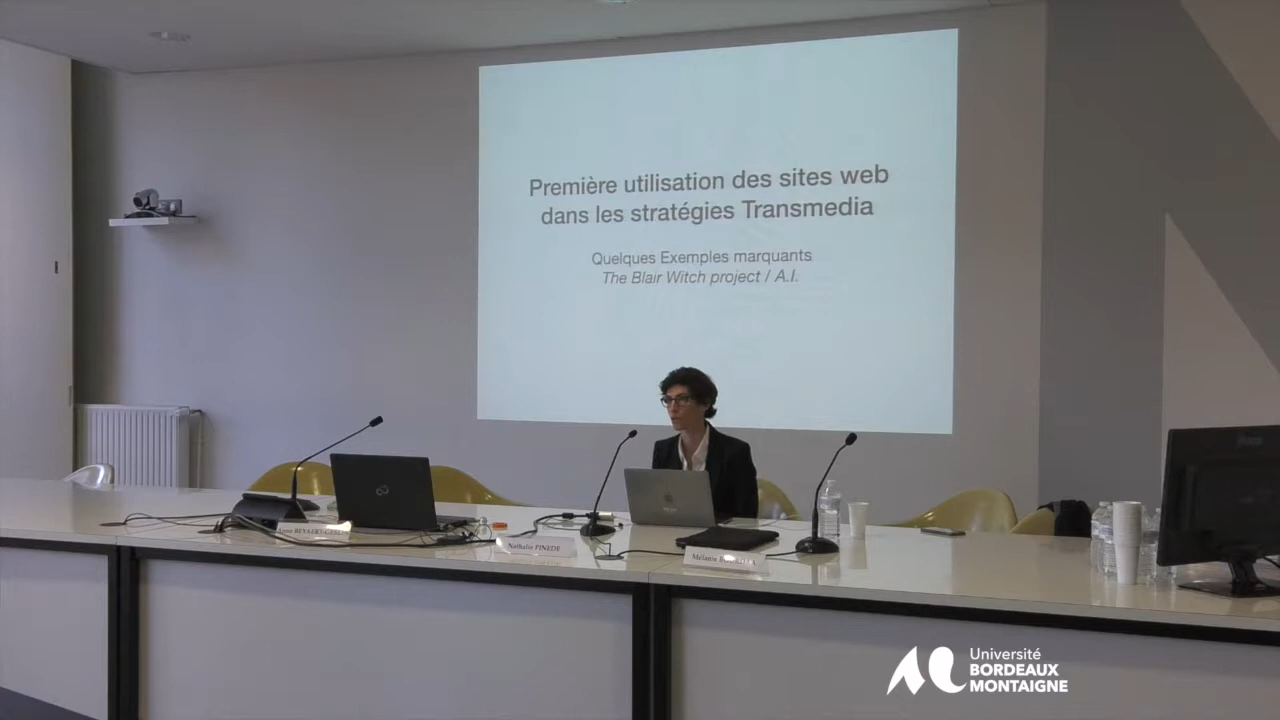 Première utilisation des sites web
dans les stratégies Transmedia
Quelques Exemples marquants
The Blair Witch project / A.I.
Nathalie PINEDE
Mélanie
Université
BORDEAUX
MONTAIGNE